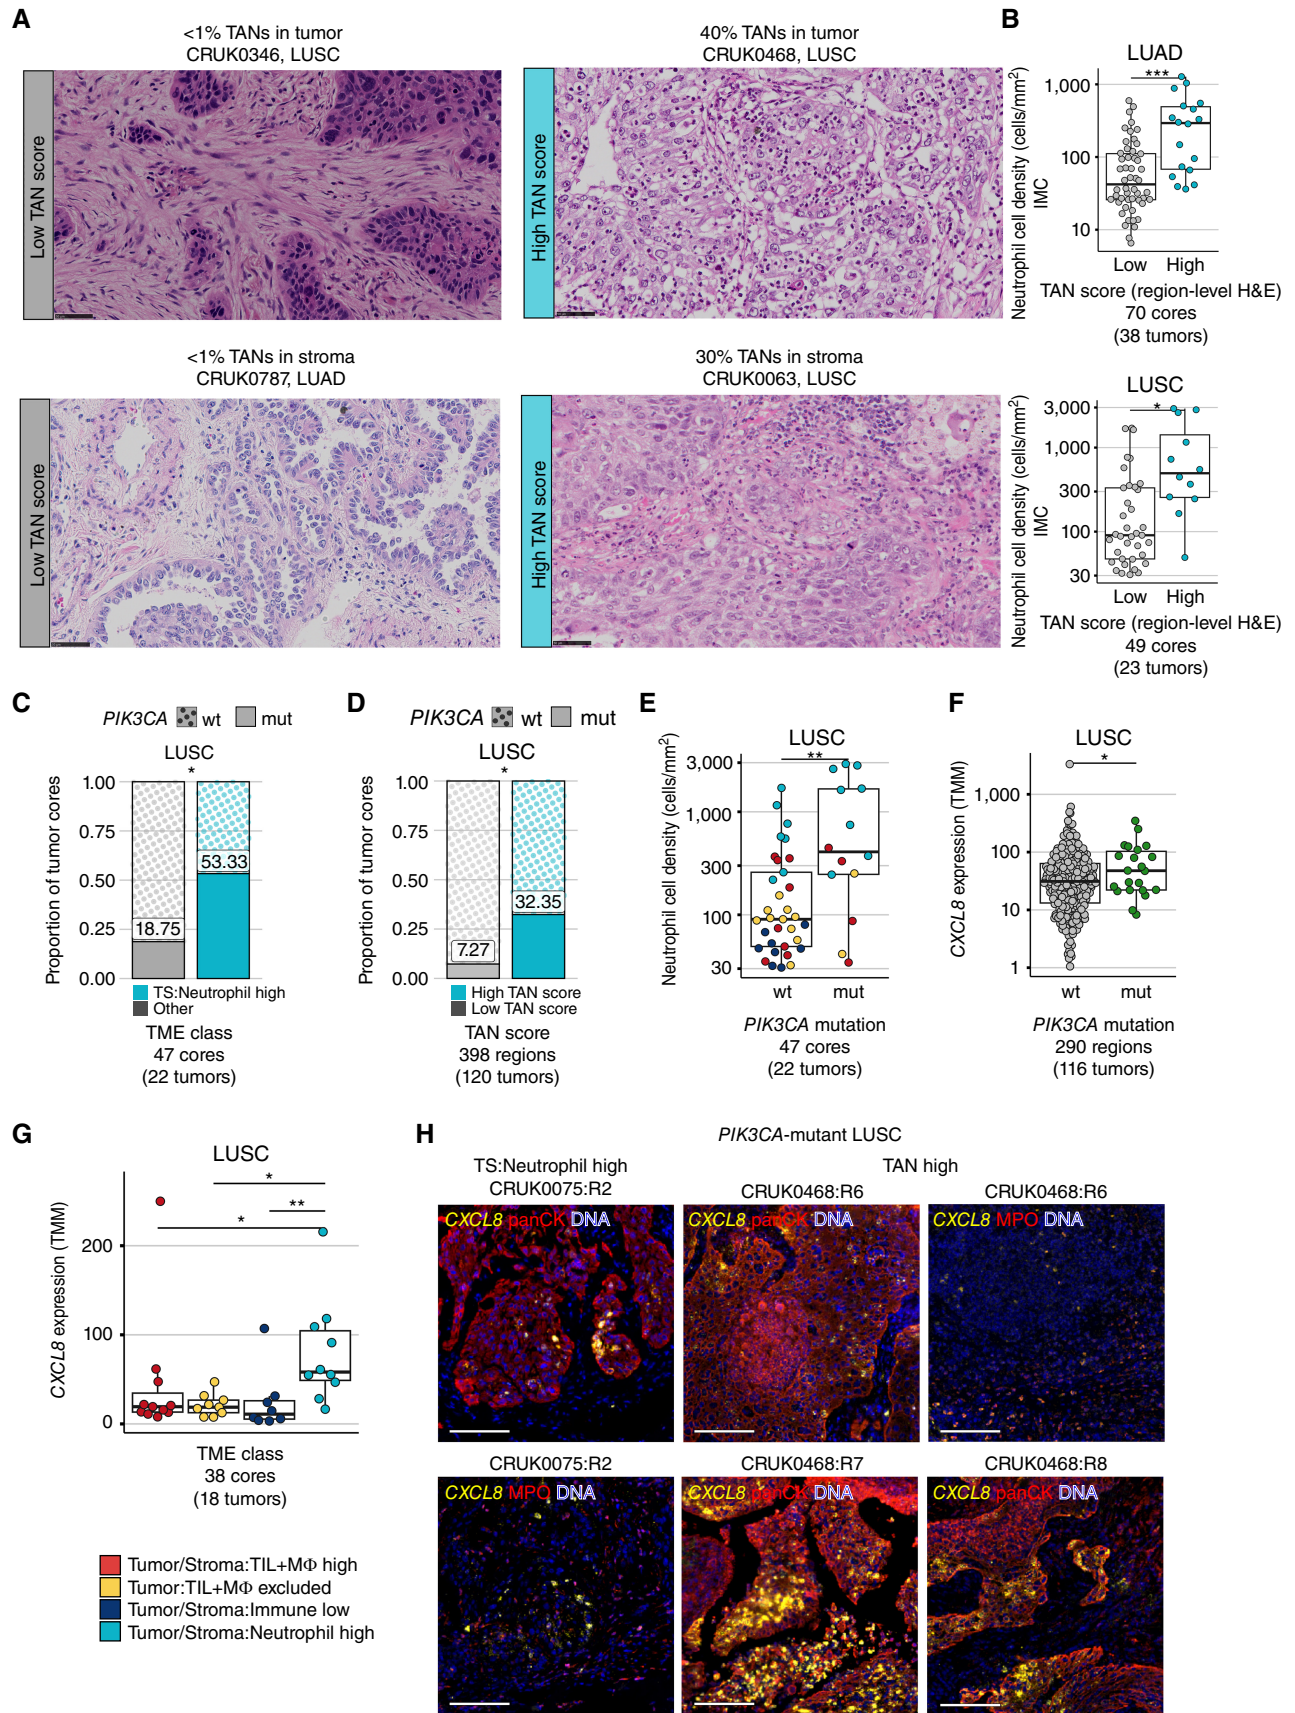 A
<1% TANs in tumor
CRUK0346, LUSC
Low TAN score
40% TANs in tumor
CRUK0468, LUSC
High TAN score
<1% TANs in stroma
CRUK0787, LUAD
Low TAN score
30% TANs in stroma
CRUK0063, LUSC
High TAN score
B
LUAD
Neutrophil cell density (cells/mm²)
IMC
1,000
100
10
***
Low High
TAN score (region-level H&E)
70 cores
(38 tumors)
LUSC
Neutrophil cell density (cells/mm²)
IMC
3,000
1,000
300
100
30
*
Low High
TAN score (region-level H&E)
49 cores
(23 tumors)
C
PIK3CA wt mut
LUSC
*
Proportion of tumor cores
1.00
0.75
0.50
0.25
0.00
18.75
53.33
TS:Neutrophil high
Other
TME class
47 cores
(22 tumors)
D
PIK3CA wt mut
LUSC
*
Proportion of tumor cores
1.00
0.75
0.50
0.25
0.00
7.27
32.35
High TAN score
Low TAN score
TAN score
398 regions
(120 tumors)
E
LUSC
**
Neutrophil density (cells/mm²)
3,000
1,000
300
100
30
wt mut
PIK3CA mutation
47 cores
(22 tumors)
F
LUSC
*
CXCL8 expression (TMM)
1,000
100
10
1
wt mut
PIK3CA mutation
290 regions
(116 tumors)
G
LUSC
*
**
*
CXCL8 expression (TMM)
200
100
0
TME class
38 cores
(18 tumors)
Tumor/Stroma:TIL+MΦ high
Tumor:TIL+MΦ excluded
Tumor/Stroma:Immune low
Tumor/Stroma:Neutrophil high
H
PIK3CA-mutant LUSC
TS:Neutrophil high
TAN high
CRUK0075:R2
CXCL8 panCK DNA
CRUK0468:R6
CXCL8 panCK DNA
CRUK0468:R6
CXCL8 MPO DNA
CRUK0075:R2
CXCL8 MPO DNA
CRUK0468:R7
CXCL8 panCK DNA
CRUK0468:R8
CXCL8 panCK DNA